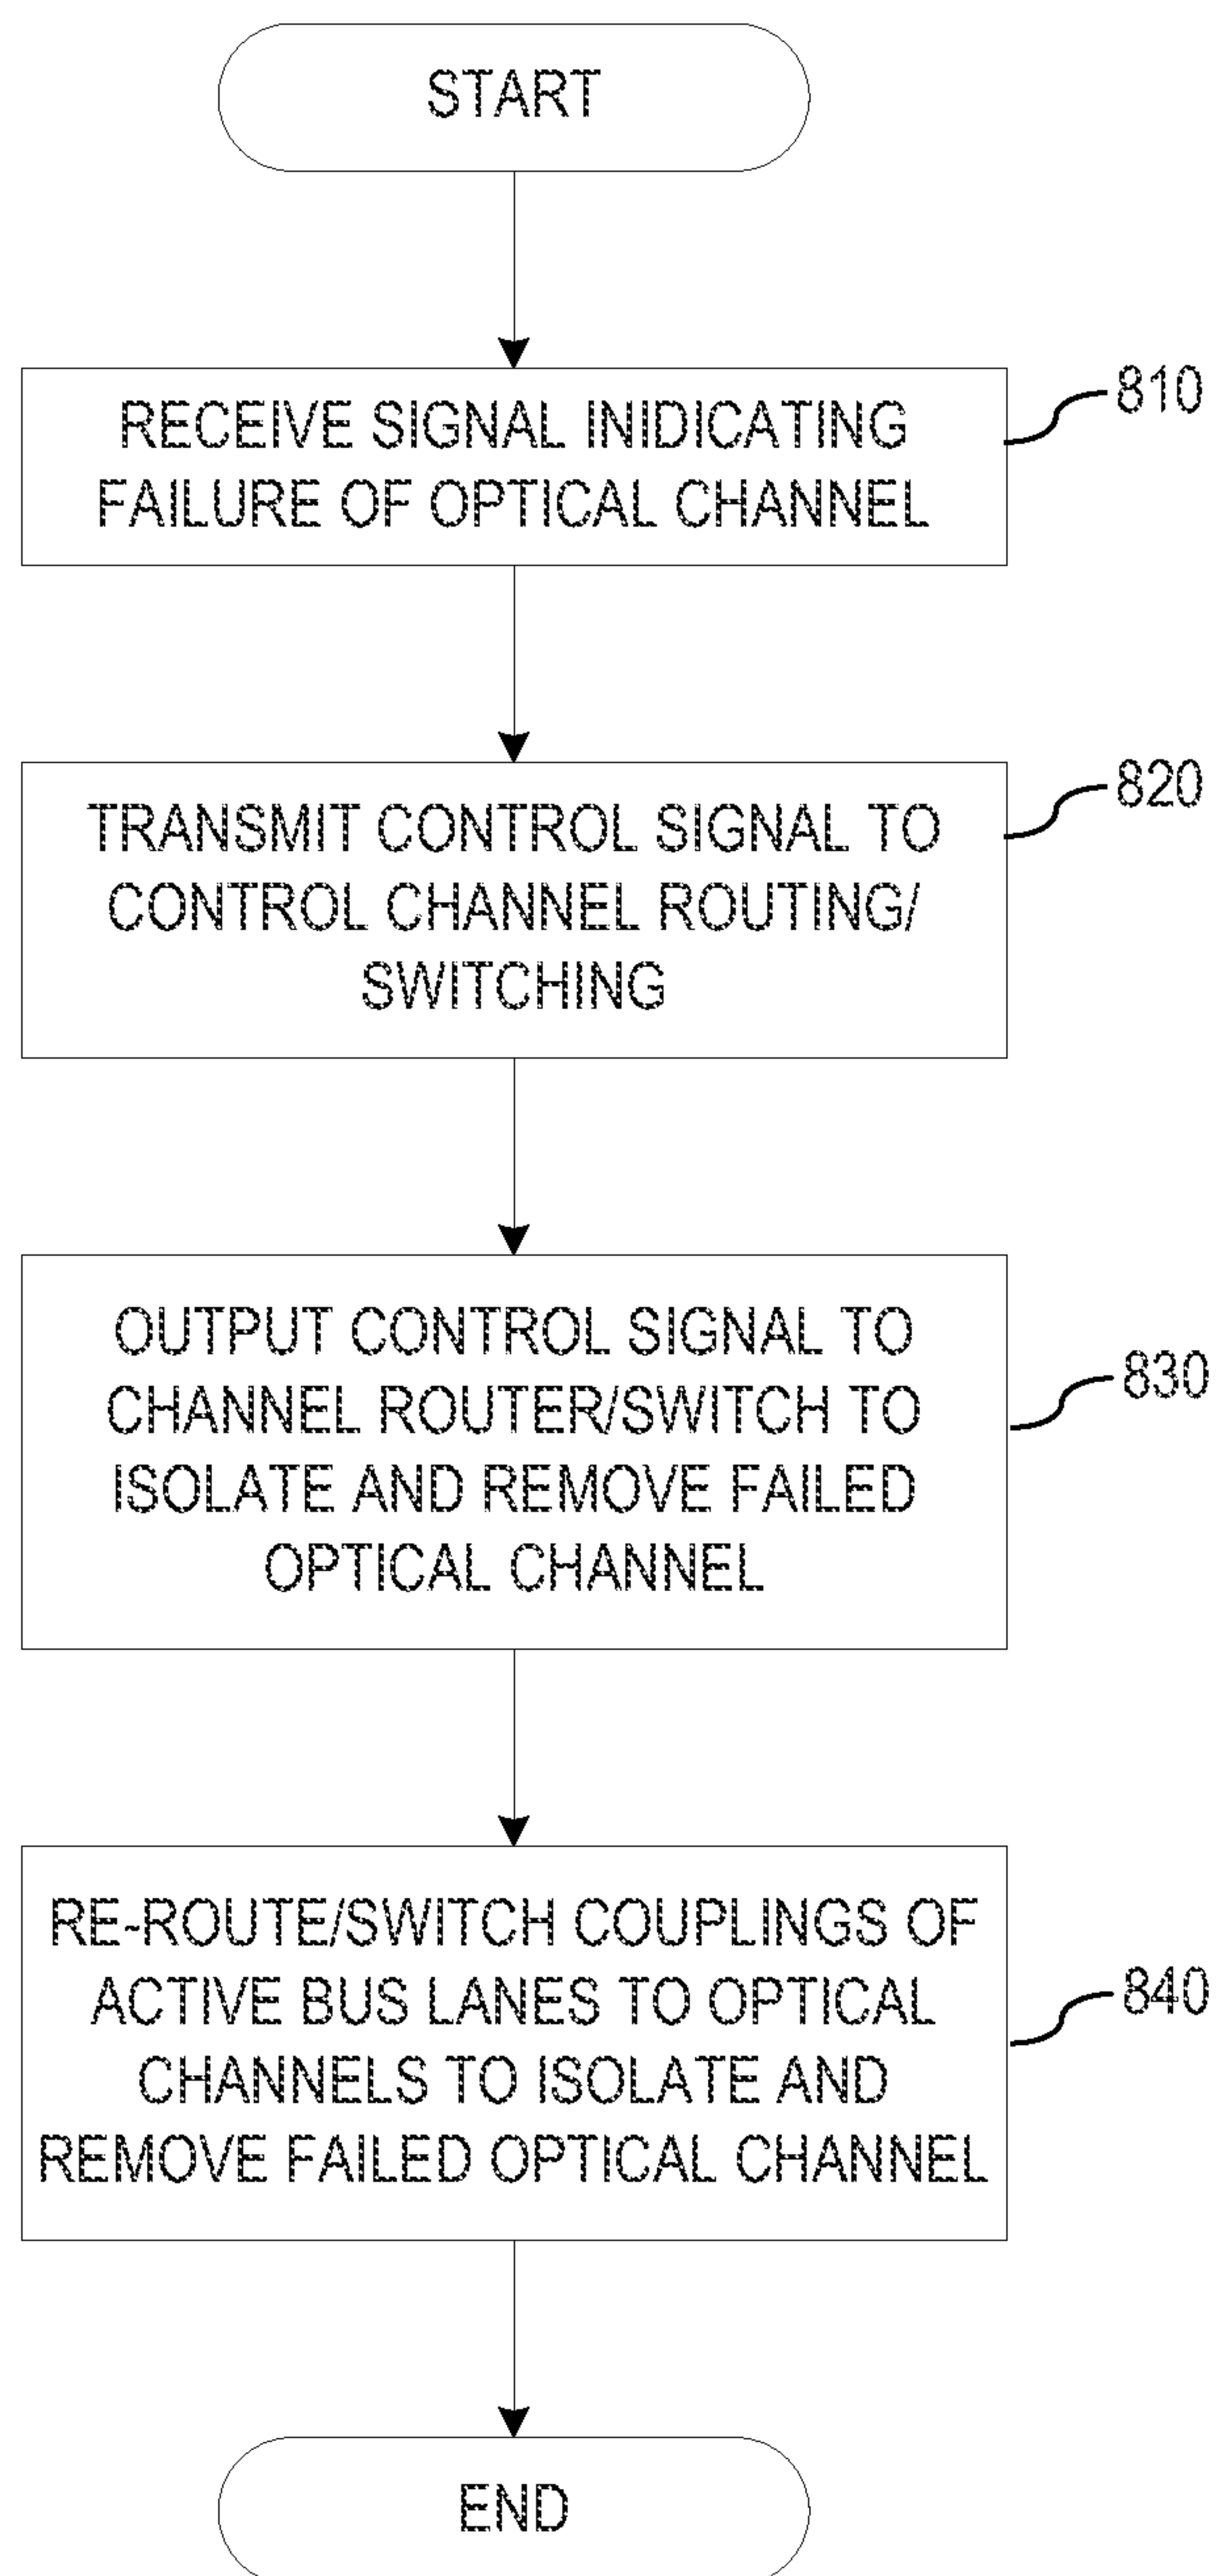 START
RECEIVE SIGNAL INIDICATING
FAILURE OF OPTICAL CHANNEL
810
TRANSMIT CONTROL SIGNAL TO
CONTROL CHANNEL ROUTING/
SWITCHING
820
OUTPUT CONTROL SIGNAL TO
CHANNEL ROUTER/SWITCH TO
ISOLATE AND REMOVE FAILED
OPTICAL CHANNEL
830
RE-ROUTE/SWITCH COUPLINGS OF
ACTIVE BUS LANES TO OPTICAL
CHANNELS TO ISOLATE AND
REMOVE FAILED OPTICAL CHANNEL
840
END